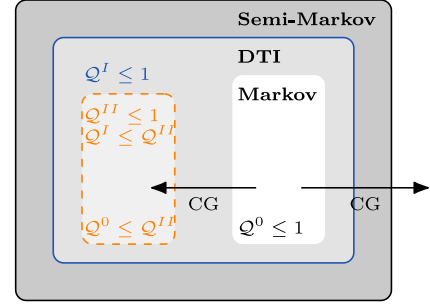 Semi-Markov
DTI
𝒬^I ≤ 1
Markov
𝒬^II ≤ 1
𝒬^I ≤ 𝒬^II
CG
CG
𝒬^0 ≤ 𝒬^II
𝒬^0 ≤ 1